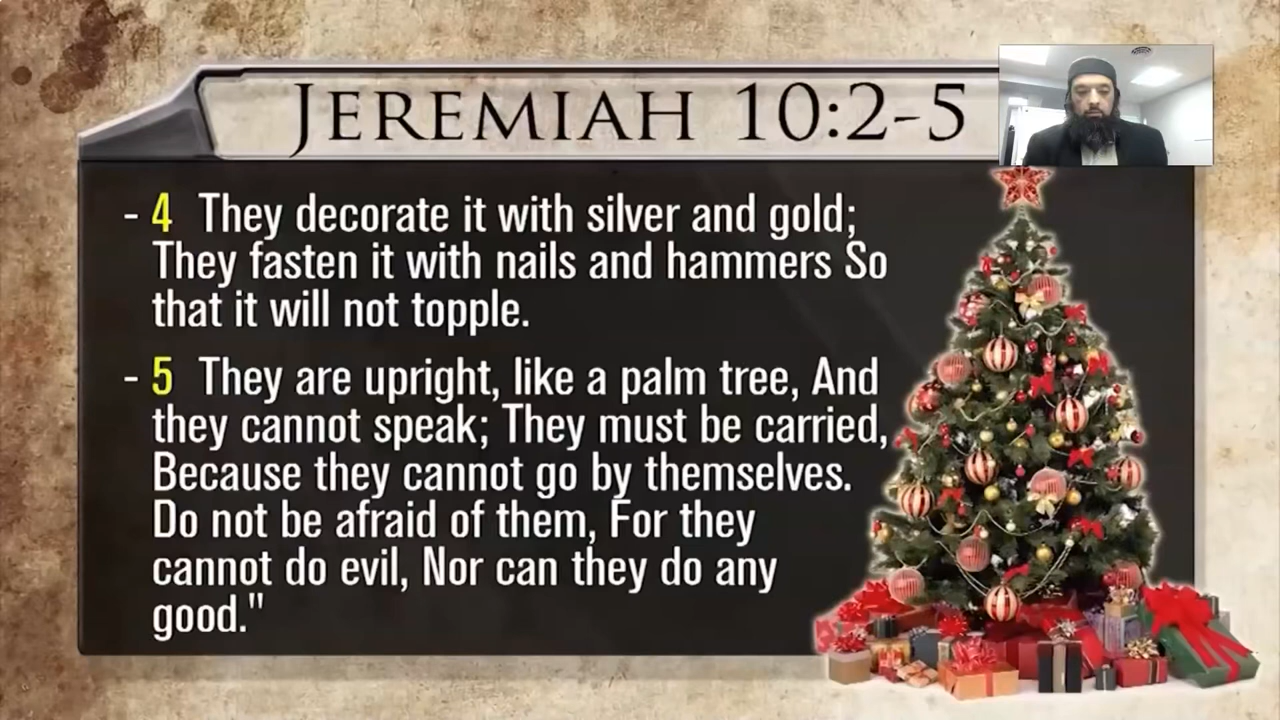 JEREMIAH 10:2-5
- 4 They decorate it with silver and gold;
They fasten it with nails and hammers So
that it will not topple.
- 5 They are upright, like a palm tree, And
they cannot speak; They must be carried,
Because they cannot go by themselves.
Do not be afraid of them, For they
cannot do evil, Nor can they do any
good."